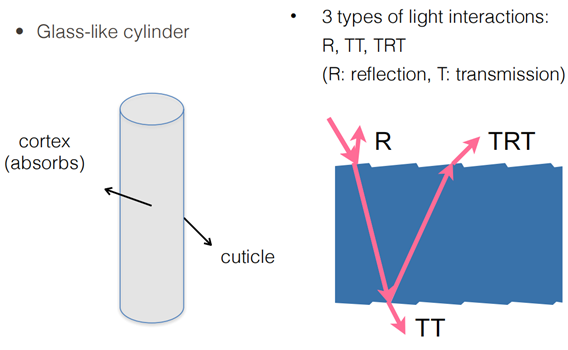 • Glass-like cylinder
cortex
(absorbs)
cuticle
• 3 types of light interactions:
R, TT, TRT
(R: reflection, T: transmission)
R
TRT
TT